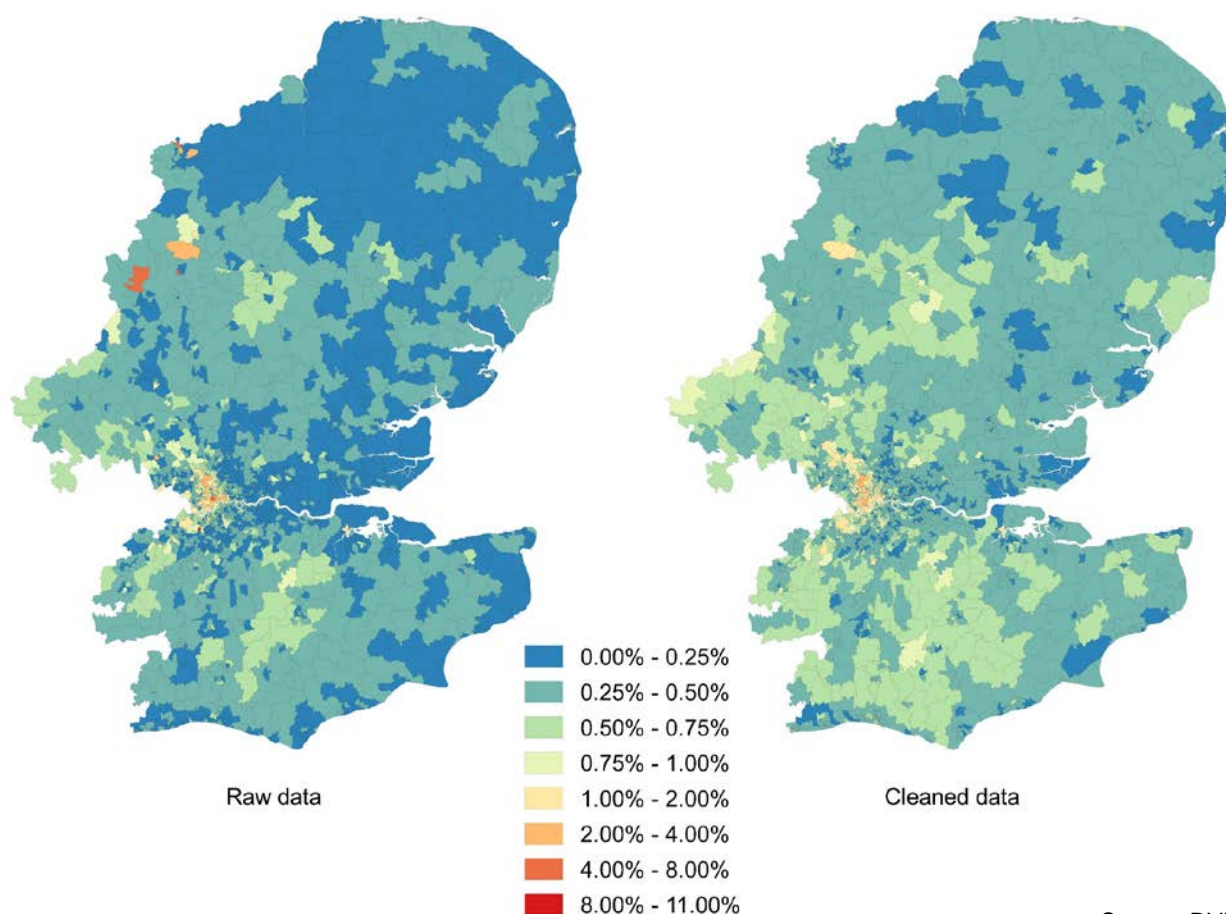 0.00% - 0.25%
0.25% - 0.50%
0.50% - 0.75%
0.75% - 1.00%
1.00% - 2.00%
2.00% - 4.00%
4.00% - 8.00%
8.00% - 11.00%
Raw data
Cleaned data